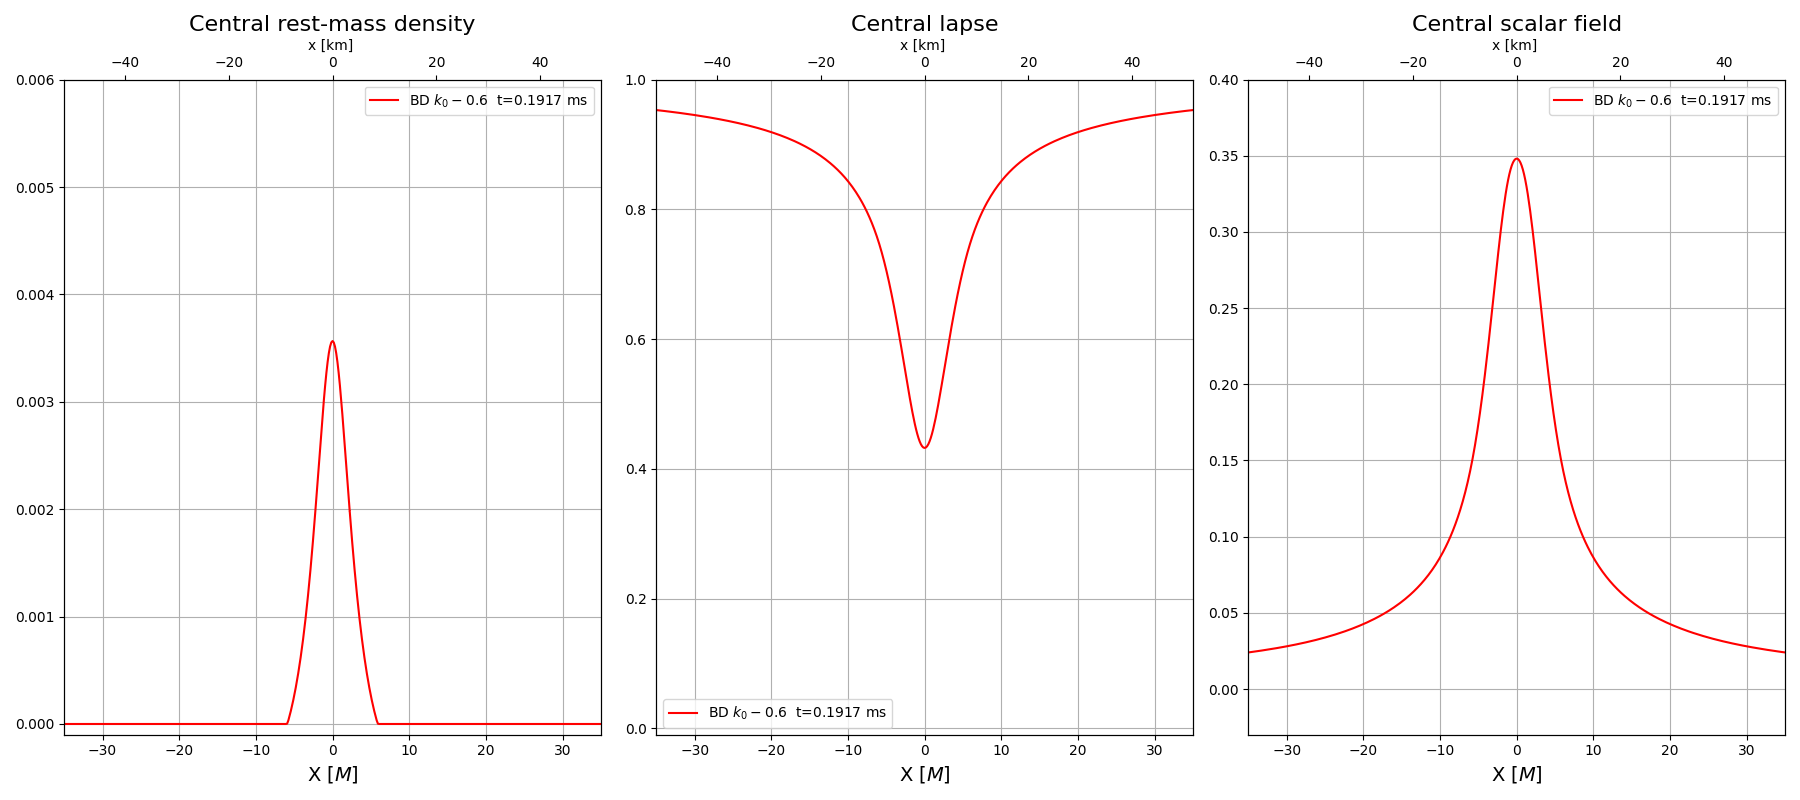 Central rest-mass density
x [km]
−40 −20 0 20 40
0.006
0.005
0.004
0.003
0.002
0.001
0.000
BD k₀ − 0.6 t=0.1917 ms
−30 −20 −10 0 10 20 30
X [M]
Central lapse
x [km]
−40 −20 0 20 40
1.0
0.8
0.6
0.4
0.2
0.0
BD k₀ − 0.6 t=0.1917 ms
−30 −20 −10 0 10 20 30
X [M]
Central scalar field
x [km]
−40 −20 0 20 40
0.40
0.35
0.30
0.25
0.20
0.15
0.10
0.05
0.00
BD k₀ − 0.6 t=0.1917 ms
−30 −20 −10 0 10 20 30
X [M]